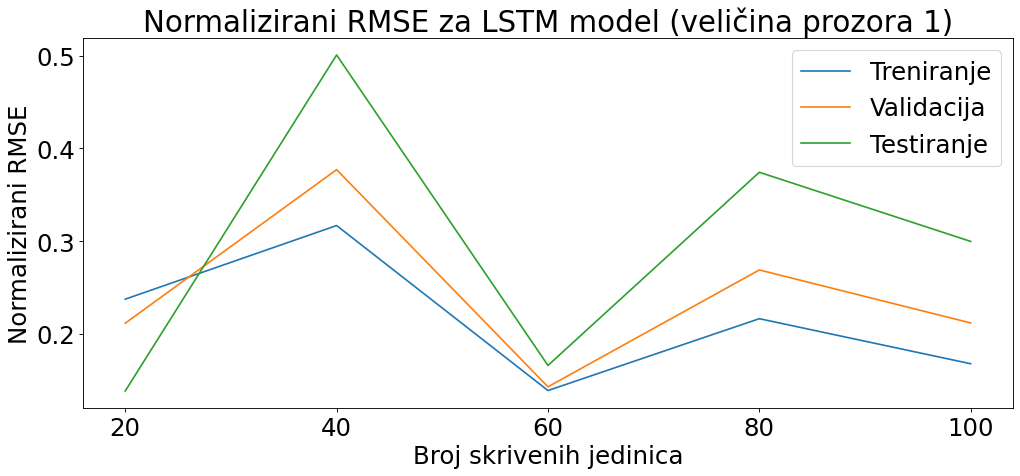 Normalizirani RMSE za LSTM model (veličina prozora 1)
Normalizirani RMSE
0.5
0.4
0.3
0.2
Treniranje
Validacija
Testiranje
20 40 60 80 100
Broj skrivenih jedinica